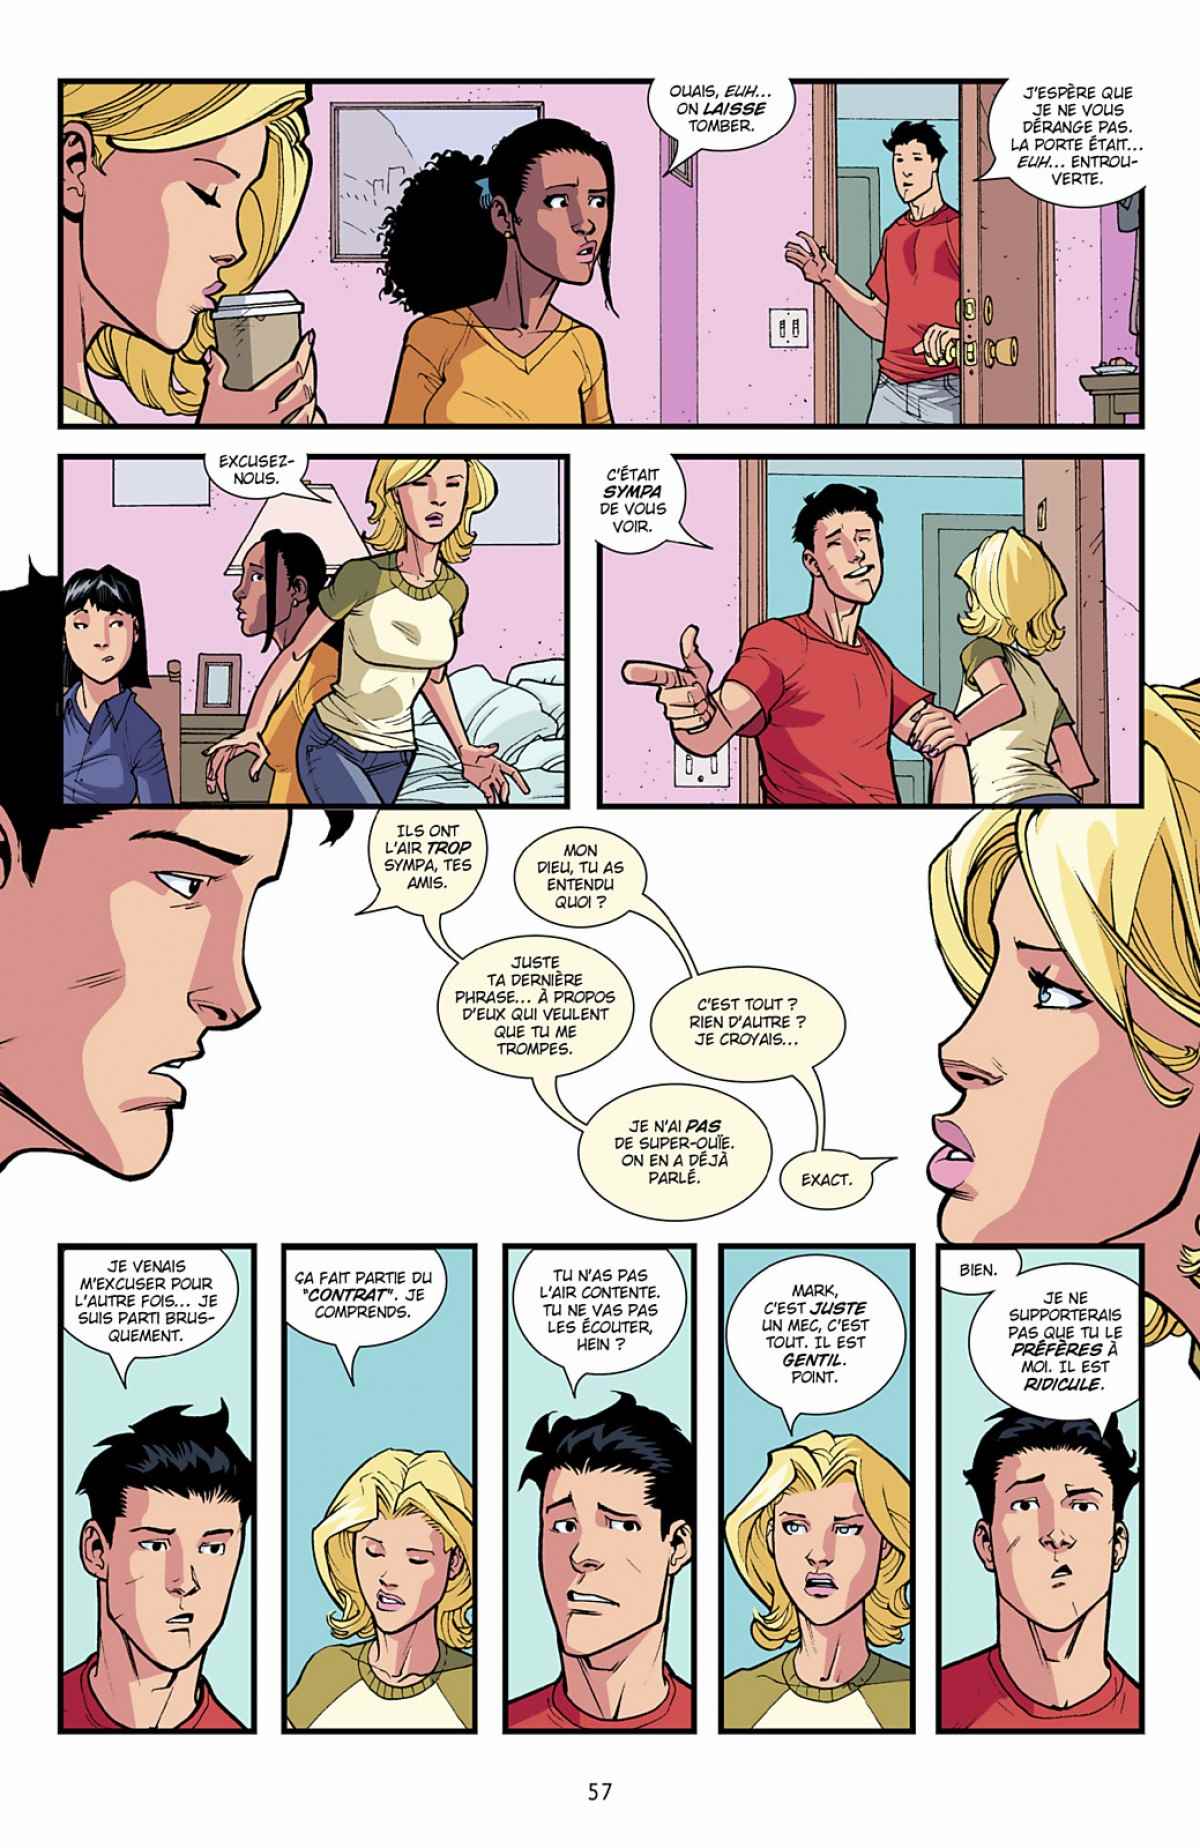 OUAIS, EUH...
ON LAISSE
TOMBER.
J'ESPÈRE QUE
JE NE VOUS
DÉRANGE PAS.
LA PORTE ÉTAIT...
EUH... ENTROU-
VERTE.
EXCUSEZ-
NOUS.
C'ÉTAIT
SYMPA
DE VOUS
VOIR.
ILS ONT
L'AIR TROP
SYMPA, TES
AMIS.
MON
DIEU, TU AS
ENTENDU
QUOI ?
JUSTE
TA DERNIÈRE
PHRASE... À PROPOS
D'EUX QUI VEULENT
QUE TU ME
TROMPES.
C'EST TOUT ?
RIEN D'AUTRE ?
JE CROYAIS...
JE N'AI PAS
DE SUPER-OUÏE.
ON EN A DÉJÀ
PARLÉ.
EXACT.
JE VENAIS
M'EXCUSER POUR
L'AUTRE FOIS... JE
SUIS PARTI BRUS-
QUEMENT.
ÇA FAIT PARTIE DU
"CONTRAT". JE
COMPRENDS.
TU N'AS PAS
L'AIR CONTENTE.
TU NE VAS PAS
LES ÉCOUTER,
HEIN ?
MARK,
C'EST JUSTE
UN MEC, C'EST
TOUT. IL EST
GENTIL.
POINT.
BIEN.
JE NE
SUPPORTERAIS
PAS QUE TU LE
PRÉFÈRES À
MOI. IL EST
RIDICULE.
57